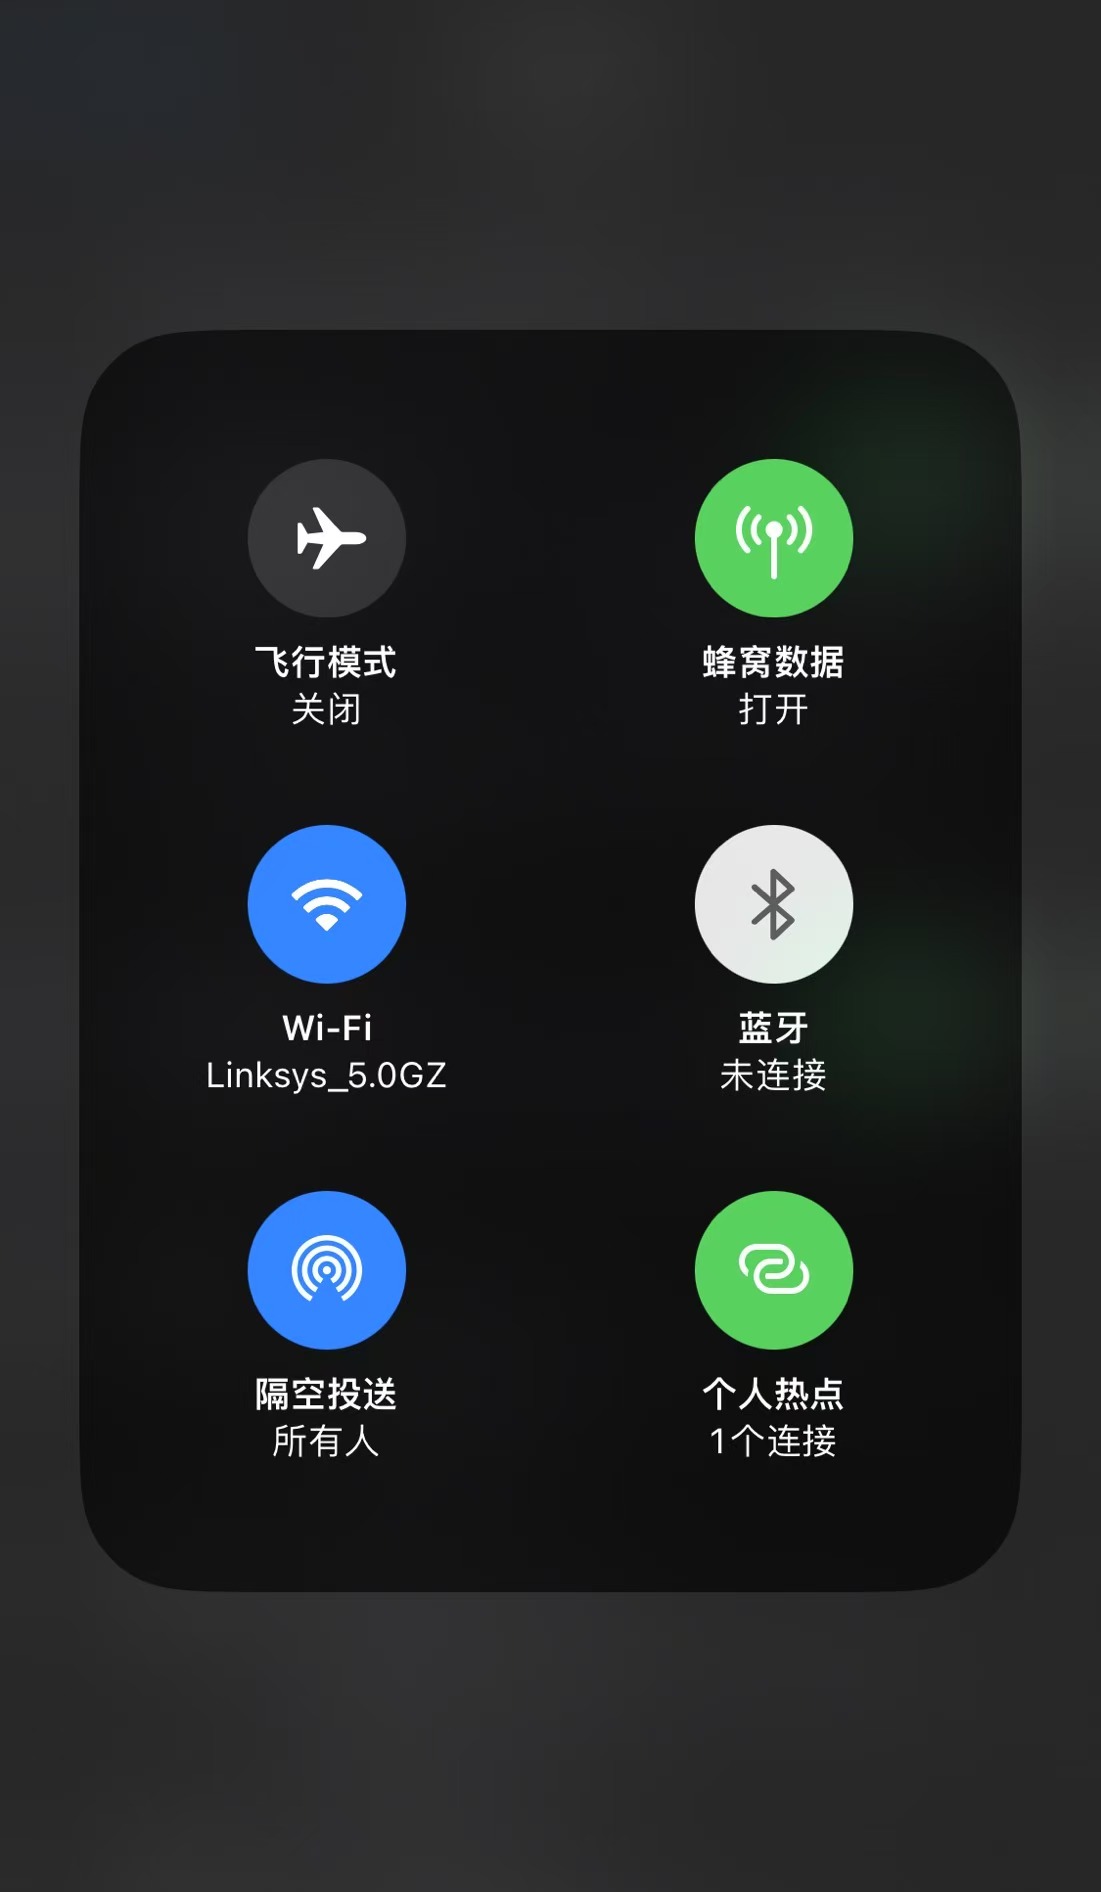 飞行模式
关闭
蜂窝数据
打开
Wi-Fi
Linksys_5.0GZ
蓝牙
未连接
隔空投送
所有人
个人热点
1个连接